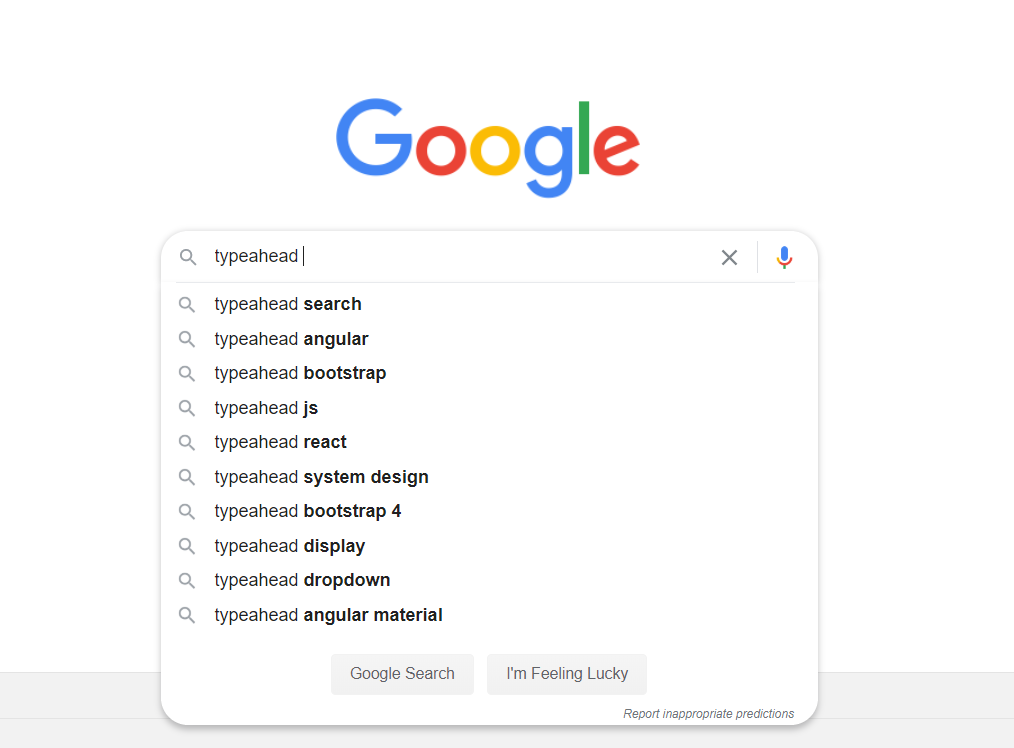 Google
typeahead
typeahead search
typeahead angular
typeahead bootstrap
typeahead js
typeahead react
typeahead system design
typeahead bootstrap 4
typeahead display
typeahead dropdown
typeahead angular material
Google Search I'm Feeling Lucky
Report inappropriate predictions